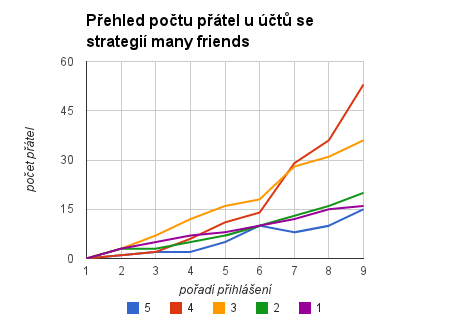 Přehled počtu přátel u účtů se
strategií many friends
60
45
30
15
0
počet přátel
1 2 3 4 5 6 7 8 9
pořadí přihlášení
5 4 3 2 1